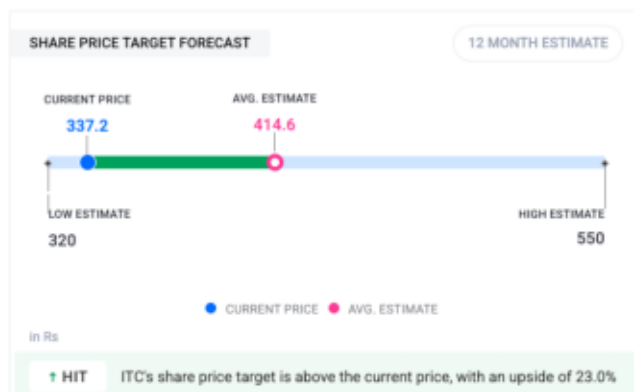 SHARE PRICE TARGET FORECAST
12 MONTH ESTIMATE
CURRENT PRICE
337.2
AVG. ESTIMATE
414.6
LOW ESTIMATE
320
HIGH ESTIMATE
550
CURRENT PRICE AVG. ESTIMATE
in Rs
↑ HIT ITC's share price target is above the current price, with an upside of 23.0%